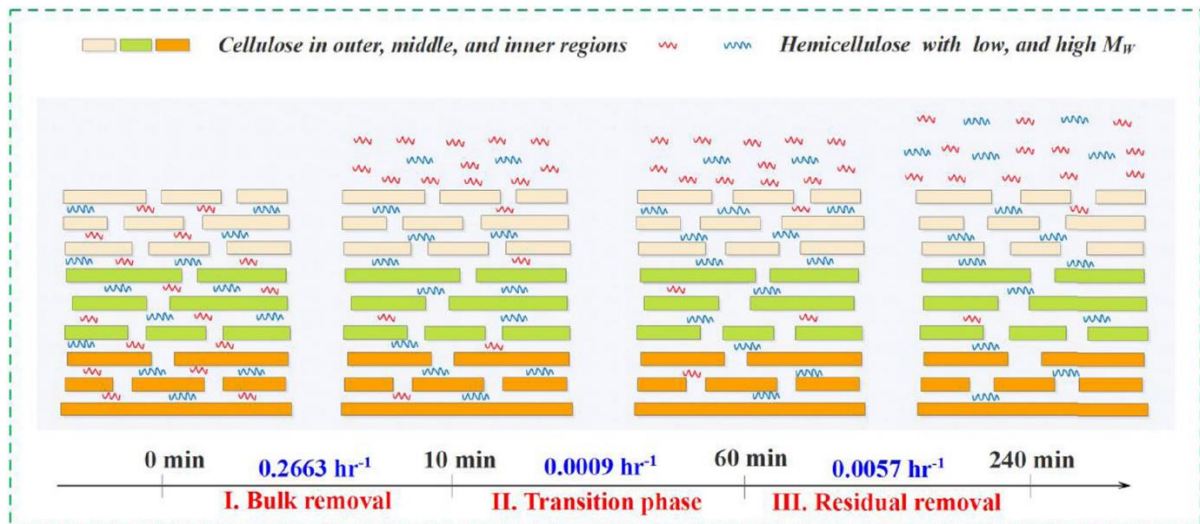 Cellulose in outer, middle, and inner regions
Hemicellulose with low, and high MW
0 min
0.2663 hr-1
10 min
0.0009 hr-1
60 min
0.0057 hr-1
240 min
I. Bulk removal
II. Transition phase
III. Residual removal